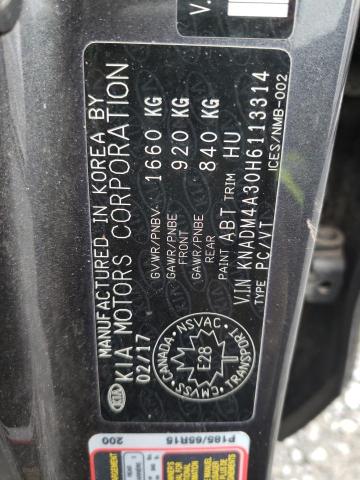 MANUFACTURED IN KOREA BY
KIA MOTORS CORPORATION
02/17
GVWR/PNBV 1660 KG
GAWR/PNBE FRONT 920 KG
GAWR/PNBE REAR 840 KG
PAINT ABT TRIM HU
ICES/NMB-002
VIN KNADM4A30H6113314
TYPE PC/VT
KIA
CANADA NSVAC
E28
CMVSS TRANSPORT
P185/65R15
200